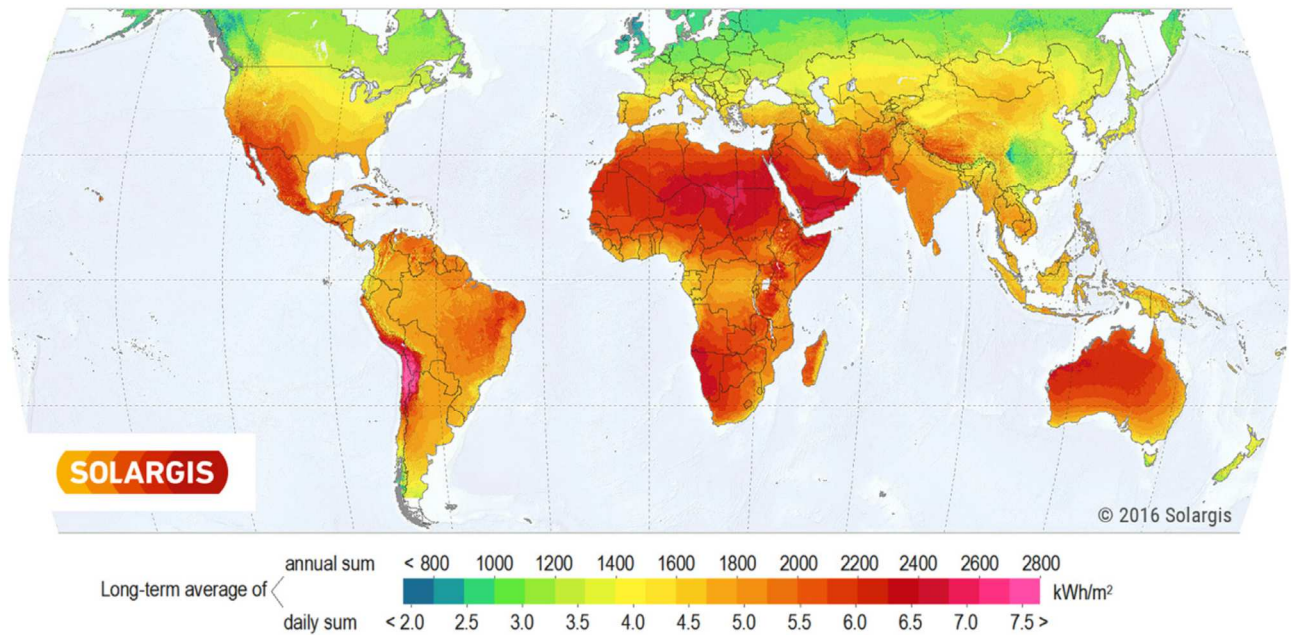 SOLARGIS
© 2016 Solargis
annual sum < 800 1000 1200 1400 1600 1800 2000 2200 2400 2600 2800
Long-term average of kWh/m²
daily sum < 2.0 2.5 3.0 3.5 4.0 4.5 5.0 5.5 6.0 6.5 7.0 7.5 >